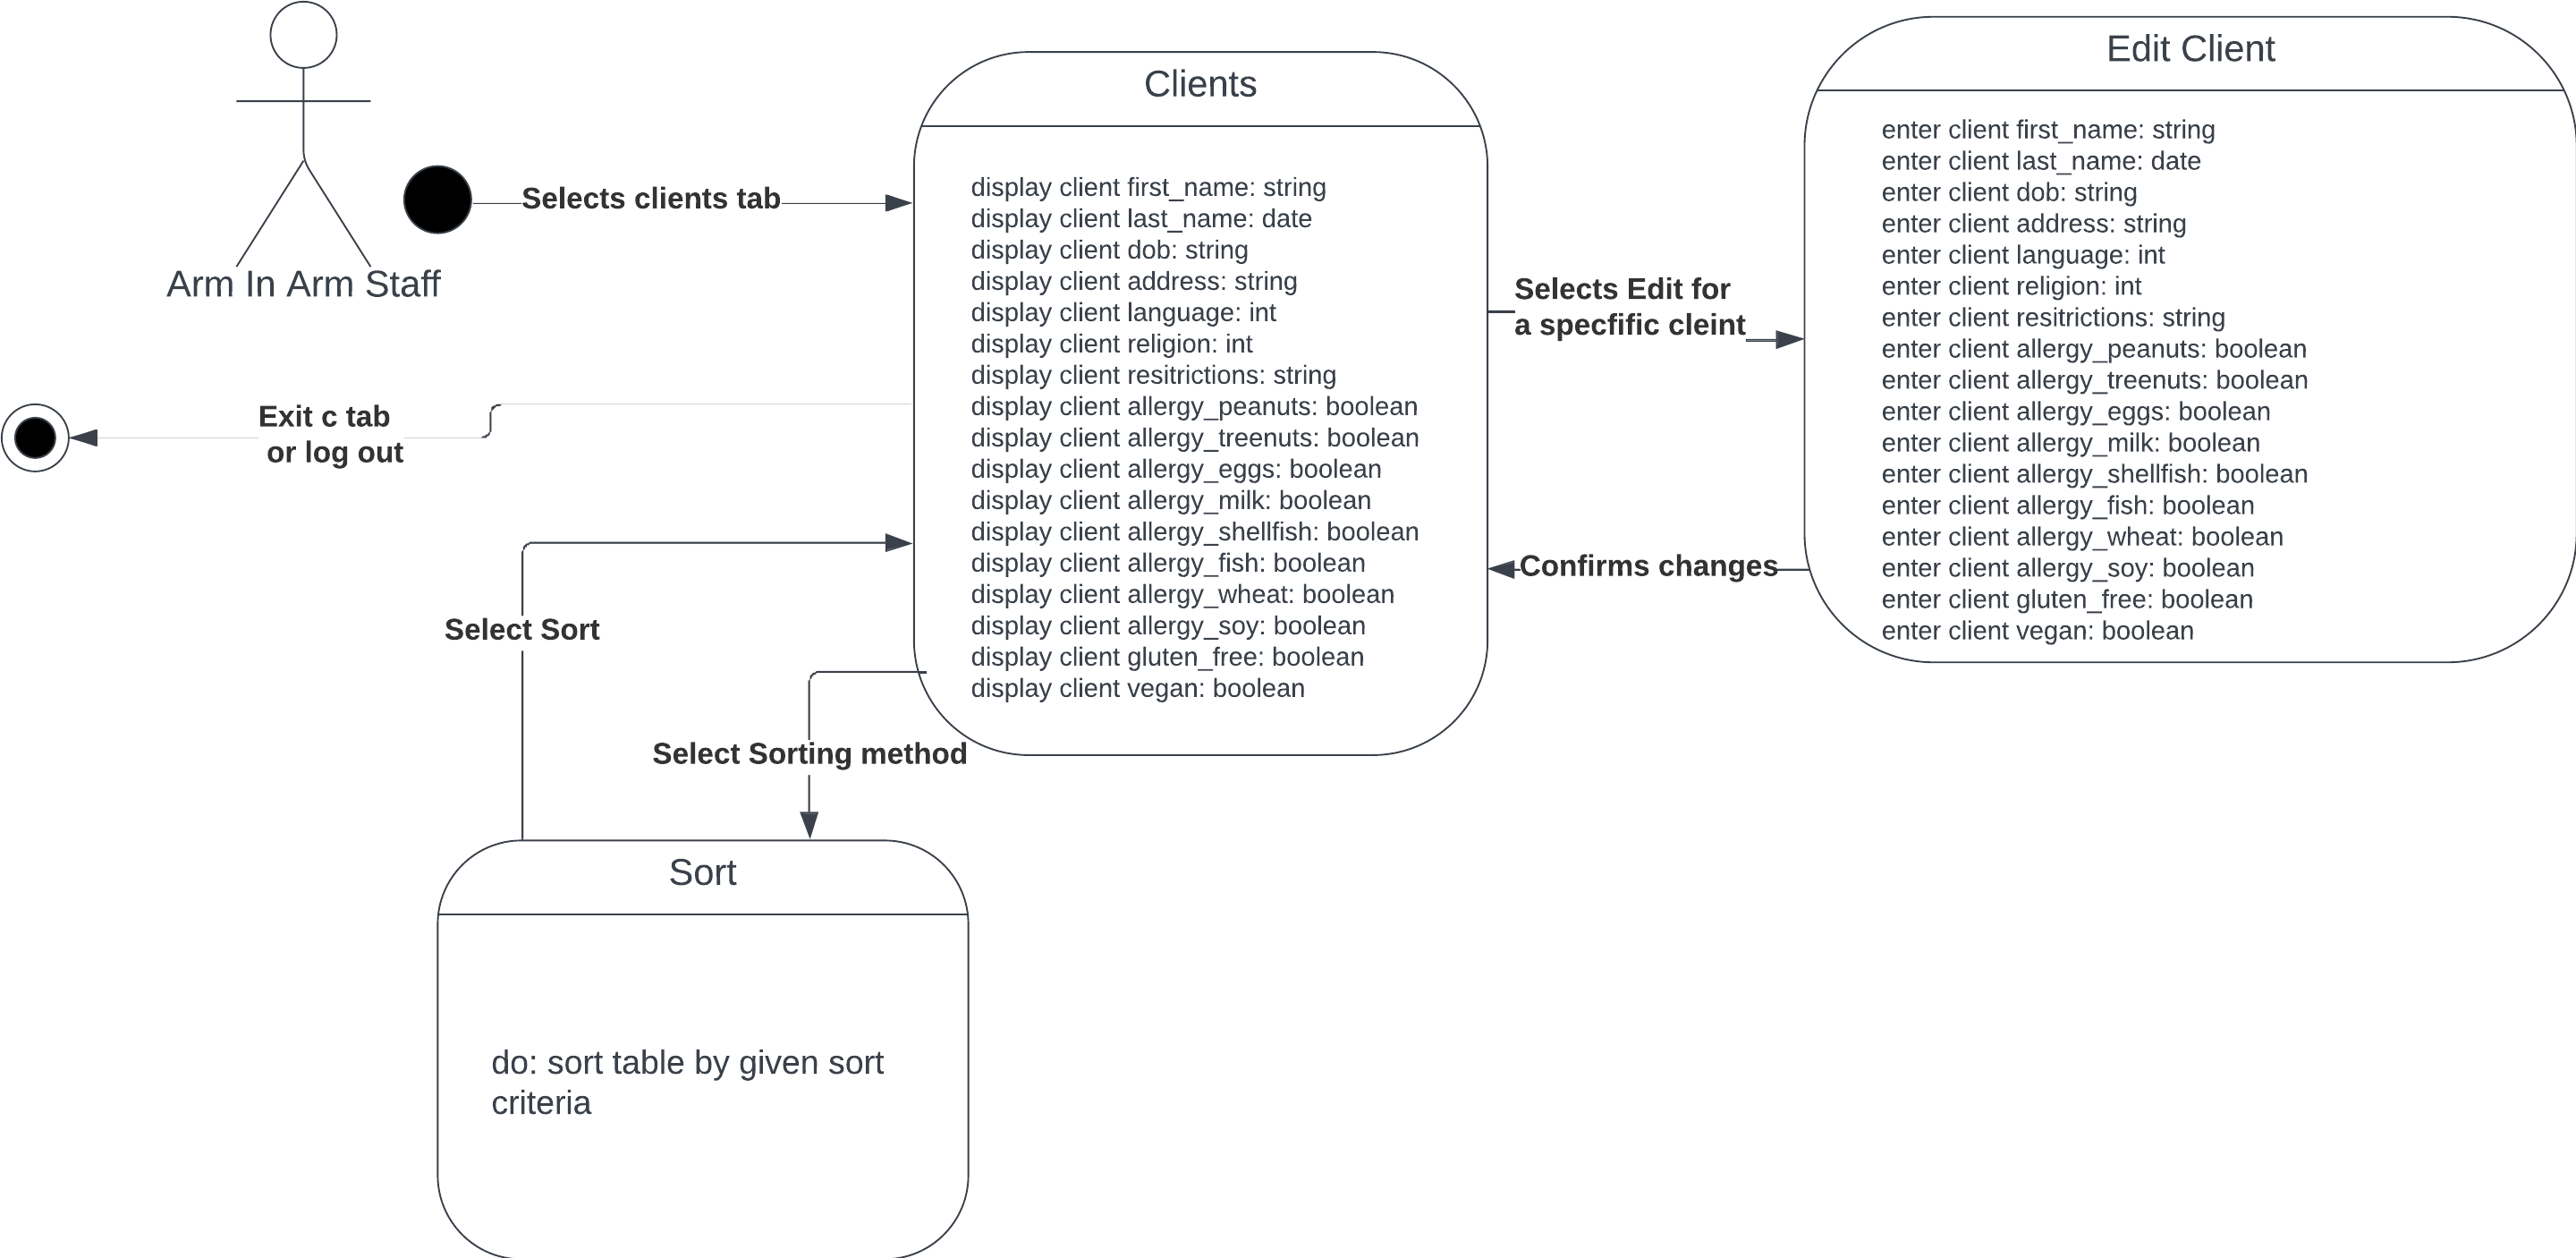 Arm In Arm Staff
Selects clients tab
Exit c tab
or log out
Clients
display client first_name: string
display client last_name: date
display client dob: string
display client address: string
display client language: int
display client religion: int
display client resitrictions: string
display client allergy_peanuts: boolean
display client allergy_treenuts: boolean
display client allergy_eggs: boolean
display client allergy_milk: boolean
display client allergy_shellfish: boolean
display client allergy_fish: boolean
display client allergy_wheat: boolean
display client allergy_soy: boolean
display client gluten_free: boolean
display client vegan: boolean
Selects Edit for
a specfific cleint
Confirms changes
Edit Client
enter client first_name: string
enter client last_name: date
enter client dob: string
enter client address: string
enter client language: int
enter client religion: int
enter client resitrictions: string
enter client allergy_peanuts: boolean
enter client allergy_treenuts: boolean
enter client allergy_eggs: boolean
enter client allergy_milk: boolean
enter client allergy_shellfish: boolean
enter client allergy_fish: boolean
enter client allergy_wheat: boolean
enter client allergy_soy: boolean
enter client gluten_free: boolean
enter client vegan: boolean
Select Sort
Select Sorting method
Sort
do: sort table by given sort
criteria